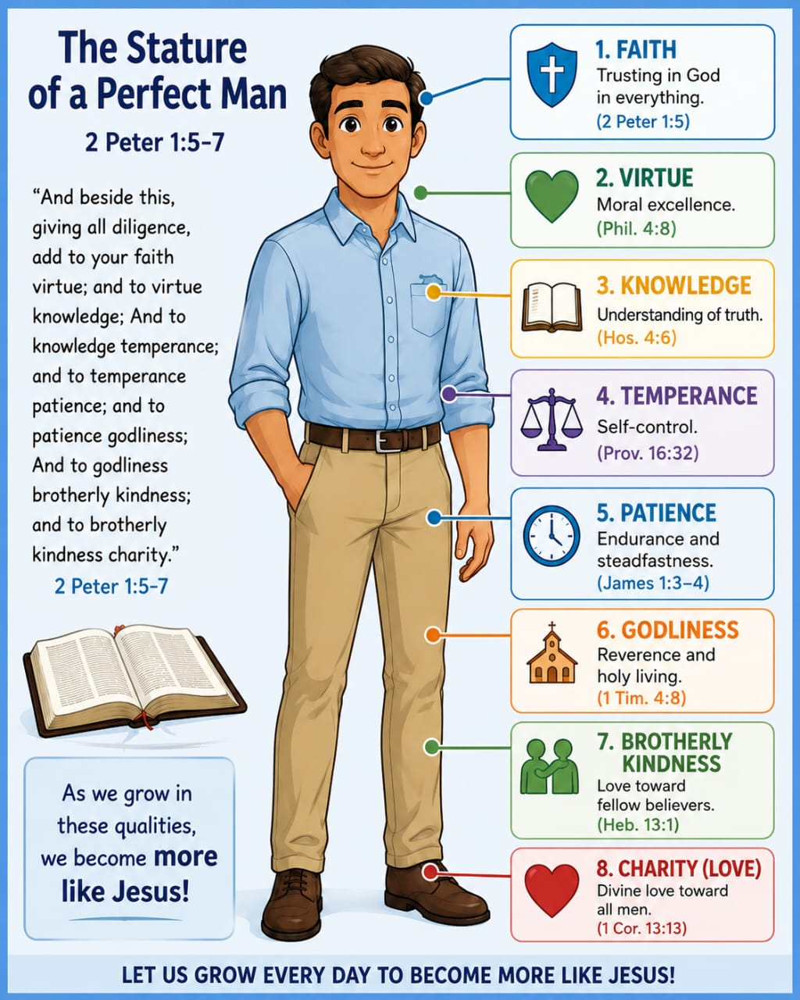 The Stature
of a Perfect Man
2 Peter 1:5-7
“And beside this,
giving all diligence,
add to your faith
virtue; and to virtue
knowledge; And to
knowledge temperance;
and to temperance
patience; and to
patience godliness;
And to godliness
brotherly kindness;
and to brotherly
kindness charity.”
2 Peter 1:5-7
As we grow in
these qualities,
we become more
like Jesus!
1. FAITH
Trusting in God
in everything.
(2 Peter 1:5)
2. VIRTUE
Moral excellence.
(Phil. 4:8)
3. KNOWLEDGE
Understanding of truth.
(Hos. 4:6)
4. TEMPERANCE
Self-control.
(Prov. 16:32)
5. PATIENCE
Endurance and
steadfastness.
(James 1:3–4)
6. GODLINESS
Reverence and
holy living.
(1 Tim. 4:8)
7. BROTHERLY
KINDNESS
Love toward
fellow believers.
(Heb. 13:1)
8. CHARITY (LOVE)
Divine love toward
all men.
(1 Cor. 13:13)
LET US GROW EVERY DAY TO BECOME MORE LIKE JESUS!